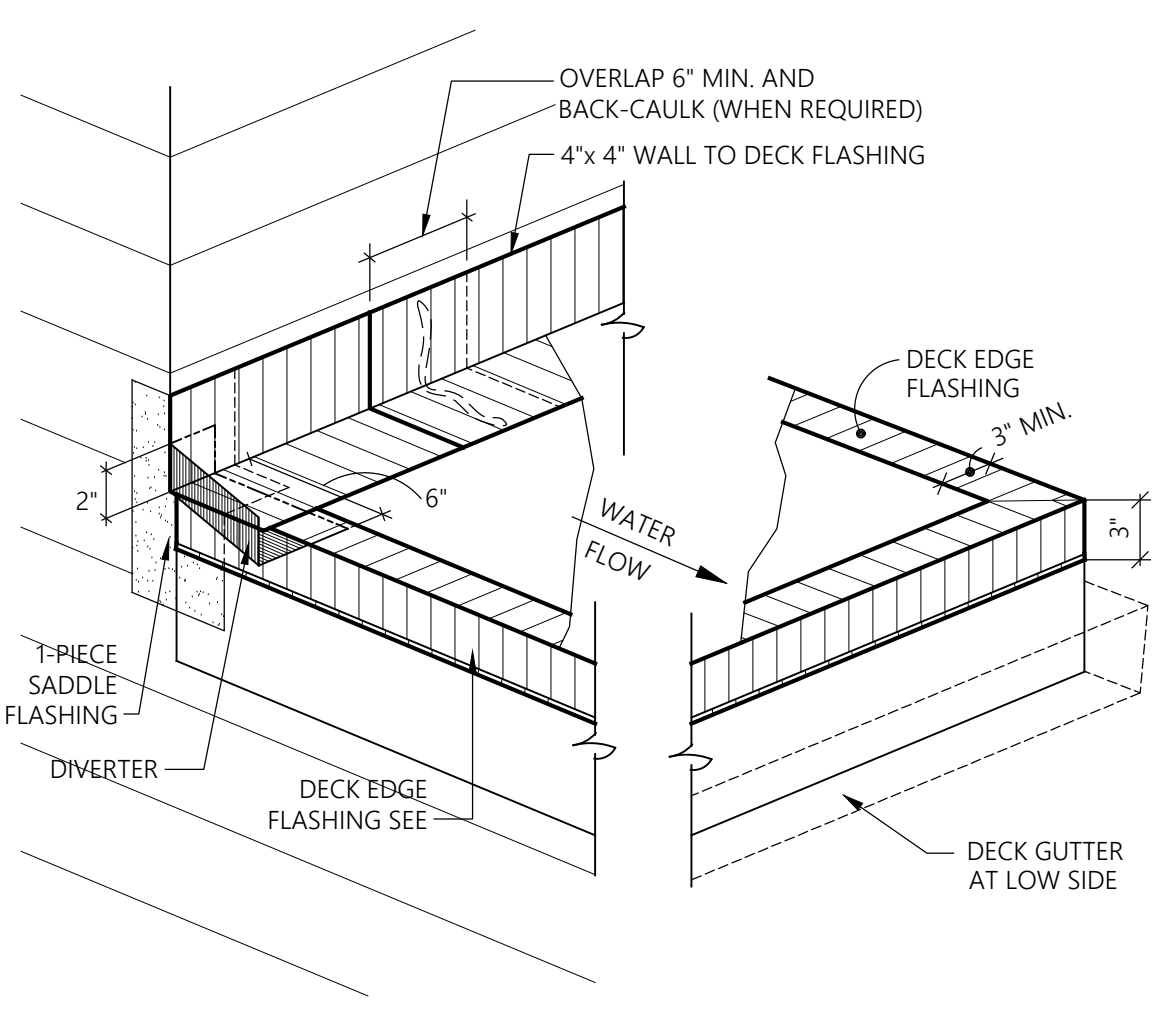 OVERLAP 6" MIN. AND
BACK-CAULK (WHEN REQUIRED)
4"x 4" WALL TO DECK FLASHING
DECK EDGE
FLASHING
3" MIN.
2"
6"
WATER
FLOW
3"
1-PIECE
SADDLE
FLASHING
DIVERTER
DECK EDGE
FLASHING SEE
DECK GUTTER
AT LOW SIDE